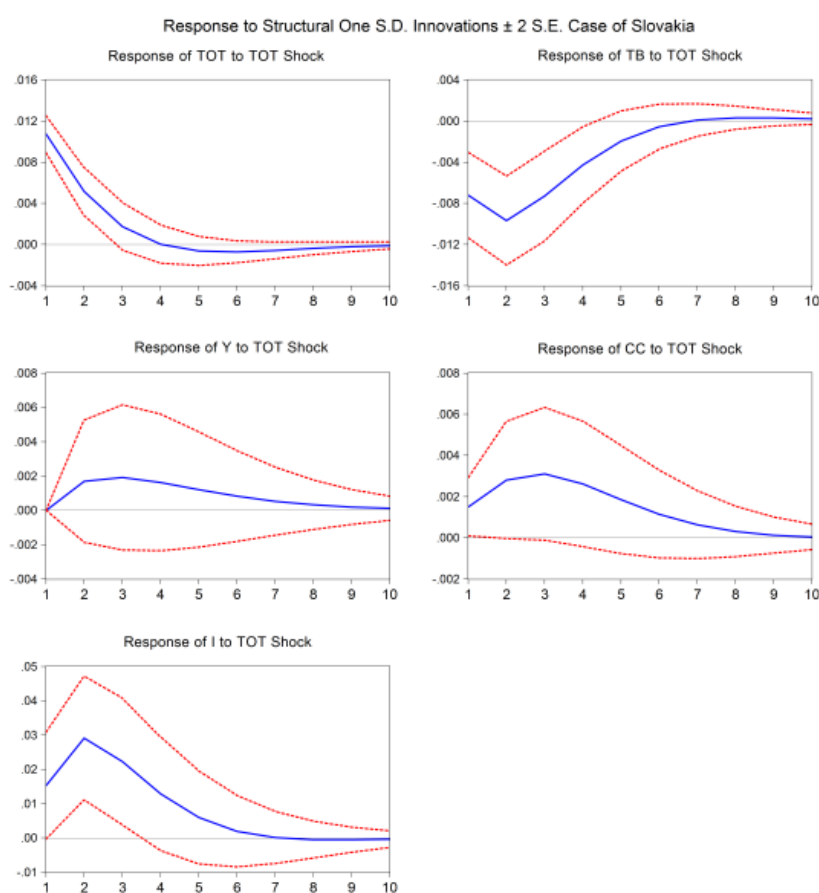 Response to Structural One S.D. Innovations ± 2 S.E. Case of Slovakia
Response of TOT to TOT Shock
.016
.012
.008
.004
.000
-.004
1 2 3 4 5 6 7 8 9 10
Response of TB to TOT Shock
.004
.000
-.004
-.008
-.012
-.016
1 2 3 4 5 6 7 8 9 10
Response of Y to TOT Shock
.008
.006
.004
.002
.000
-.002
-.004
1 2 3 4 5 6 7 8 9 10
Response of CC to TOT Shock
.008
.006
.004
.002
.000
-.002
1 2 3 4 5 6 7 8 9 10
Response of I to TOT Shock
.05
.04
.03
.02
.01
.00
-.01
1 2 3 4 5 6 7 8 9 10